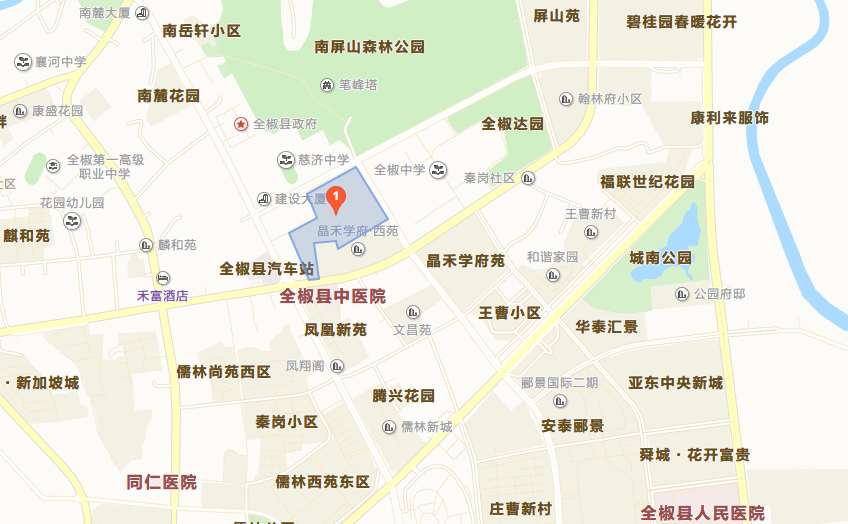 南麓大厦
屏山苑
碧桂园春暖花开
南岳轩小区
南屏山森林公园
襄河中学
笔峰塔
南麓花园
翰林府小区
康盛花园
全椒县政府
全椒达园
康利来服饰
全椒第一高级
职业中学
慈济中学
全椒中学
秦岗社区
福联世纪花园
社区
花园幼儿园
建设大厦
1
王曹新村
晶禾学府·西苑
麒和苑
麟和苑
和谐家园
城南公园
晶禾学府苑
全椒县汽车站
禾富酒店
全椒县中医院
公园府邸
王曹小区
凤凰新苑
文昌苑
华泰汇景
凤翔阁
儒林尚苑西区
· 新加坡城
郦景国际二期
亚东中央新城
腾兴花园
秦岗小区
儒林新城
安泰郦景
舜城 · 花开富贵
同仁医院
儒林西苑东区
庄曹新村
全椒县人民医院